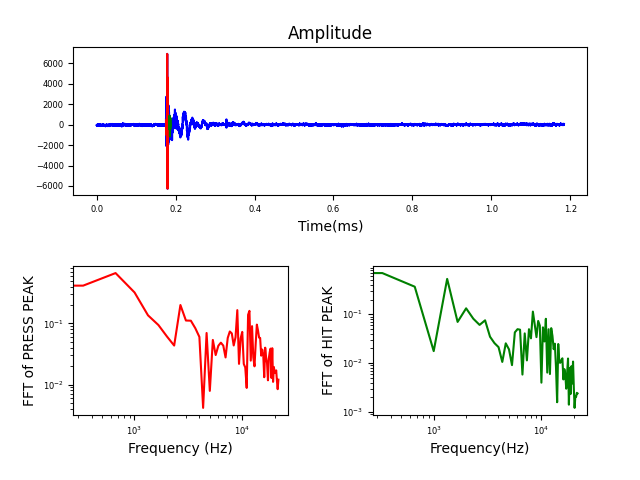 Amplitude
6000
4000
2000
0
−2000
−4000
−6000
0.0 0.2 0.4 0.6 0.8 1.0 1.2
Time(ms)
FFT of PRESS PEAK
10⁻¹
10⁻²
10³ 10⁴
Frequency (Hz)
FFT of HIT PEAK
10⁻¹
10⁻²
10⁻³
10³ 10⁴
Frequency(Hz)